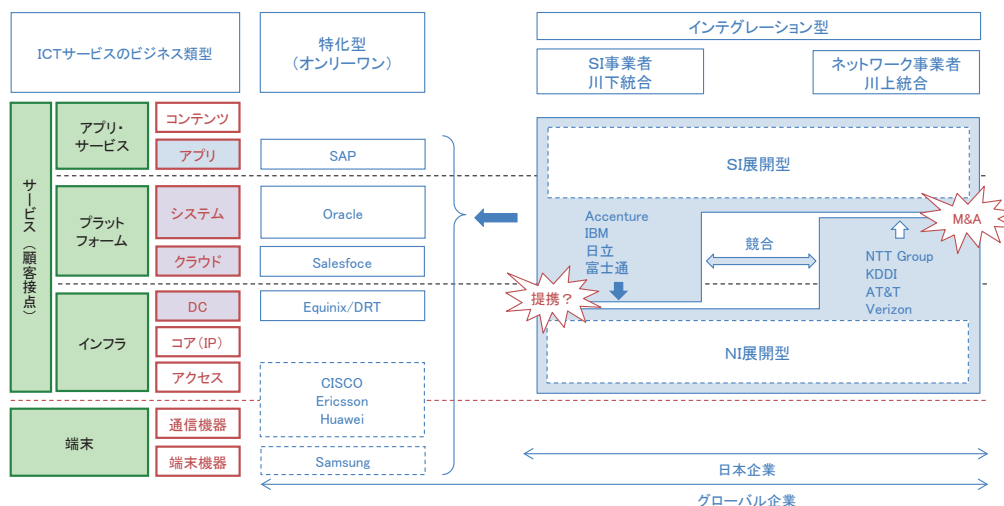 ICTサービスのビジネス類型
特化型
(オンリーワン)
インテグレーション型
SI事業者
川下統合
ネットワーク事業者
川上統合
サービス(顧客接点)
アプリ・
サービス
コンテンツ
アプリ
SAP
SI展開型
プラット
フォーム
システム
Oracle
クラウド
Salesfoce
Accenture
IBM
日立
富士通
競合
M&A
NTT Group
KDDI
AT&T
Verizon
提携?
インフラ
DC
Equinix/DRT
コア(IP)
アクセス
NI展開型
CISCO
Ericsson
Huawei
端末
通信機器
端末機器
Samsung
日本企業
グローバル企業